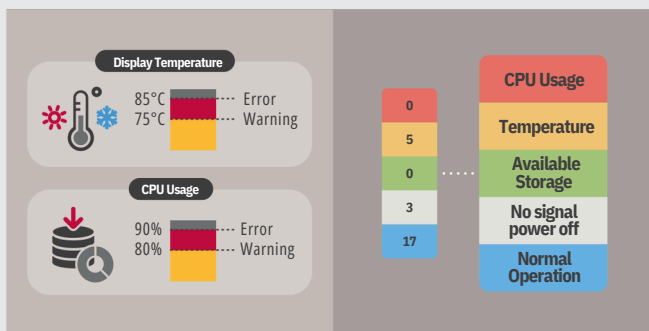 Display Temperature
85°C
Error
75°C
Warning
CPU Usage
90%
Error
80%
Warning
0
5
0
3
17
CPU Usage
Temperature
Available
Storage
No signal
power off
Normal
Operation